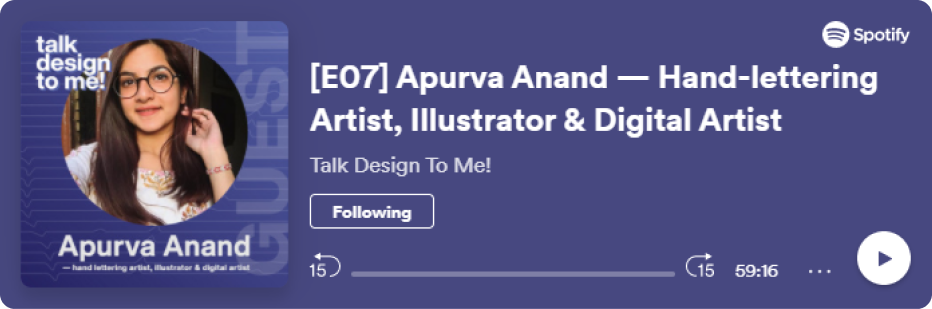 talk
design
to me!
GUEST
Apurva Anand
— hand lettering artist, illustrator & digital artist
Spotify
[E07] Apurva Anand — Hand-lettering
Artist, Illustrator & Digital Artist
Talk Design To Me!
Following
15
15
59:16